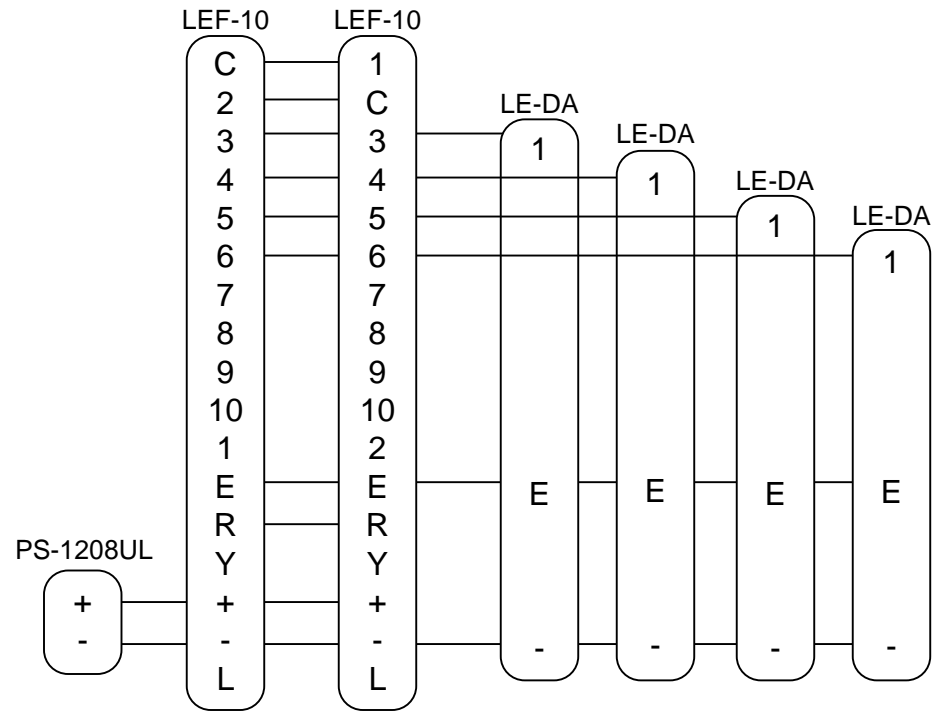 LEF-10 LEF-10
C 1
2 C LE-DA
3 3 1 LE-DA
4 4 1 LE-DA
5 5 1 LE-DA
6 6 1
7 7
8 8
9 9
10 10
1 2
E E E E E E
R R
PS-1208UL Y Y
+ + +
- - - - - - -
L L